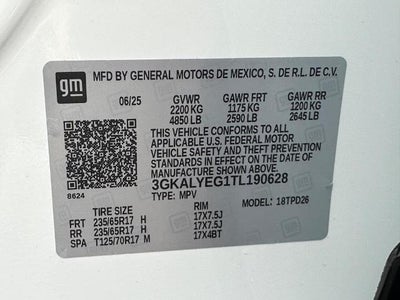 gm MFD BY GENERAL MOTORS DE MEXICO, S. DE R.L. DE C.V.
06/25 GVWR GAWR FRT GAWR RR
2200 KG 1175 KG 1200 KG
4850 LB 2590 LB 2645 LB
THIS VEHICLE CONFORMS TO ALL
APPLICABLE U.S. FEDERAL MOTOR
VEHICLE SAFETY, BUMPER, AND THEFT
PREVENTION STANDARDS IN EFFECT ON
THE DATE OF MANUFACTURE SHOWN ABOVE.
3GKALYEG1TL190628
8624 TYPE: MPV MODEL: 18TPD26
TIRE SIZE RIM
FRT 235/65R17 H 17X7.5J
RR 235/65R17 H 17X7.5J
SPA T125/70R17 M 17X4BT